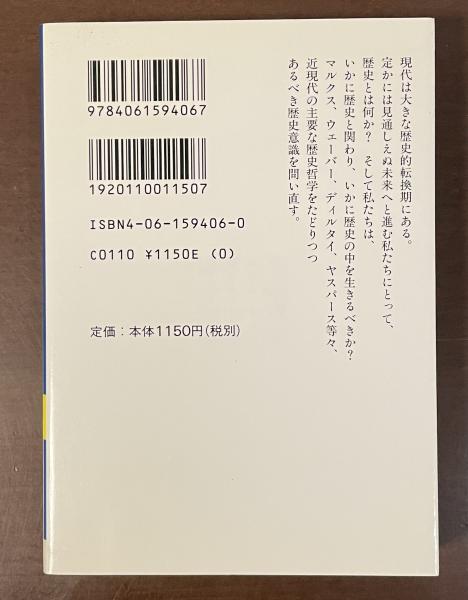 現代は大きな歴史的転換期にある。
定かには見通しえぬ未来へと進む私たちにとって、
歴史とは何か？　そして私たちは、
いかに歴史と関わり、いかに歴史の中を生きるべきか？
マルクス、ウェーバー、ディルタイ、ヤスパース等々、
近現代の主要な歴史哲学をたどりつつ
あるべき歴史意識を問い直す。
9784061594067
1920110011507
ISBN4-06-159406-0
C0110 ¥1150E (0)
定価：本体1150円(税別)